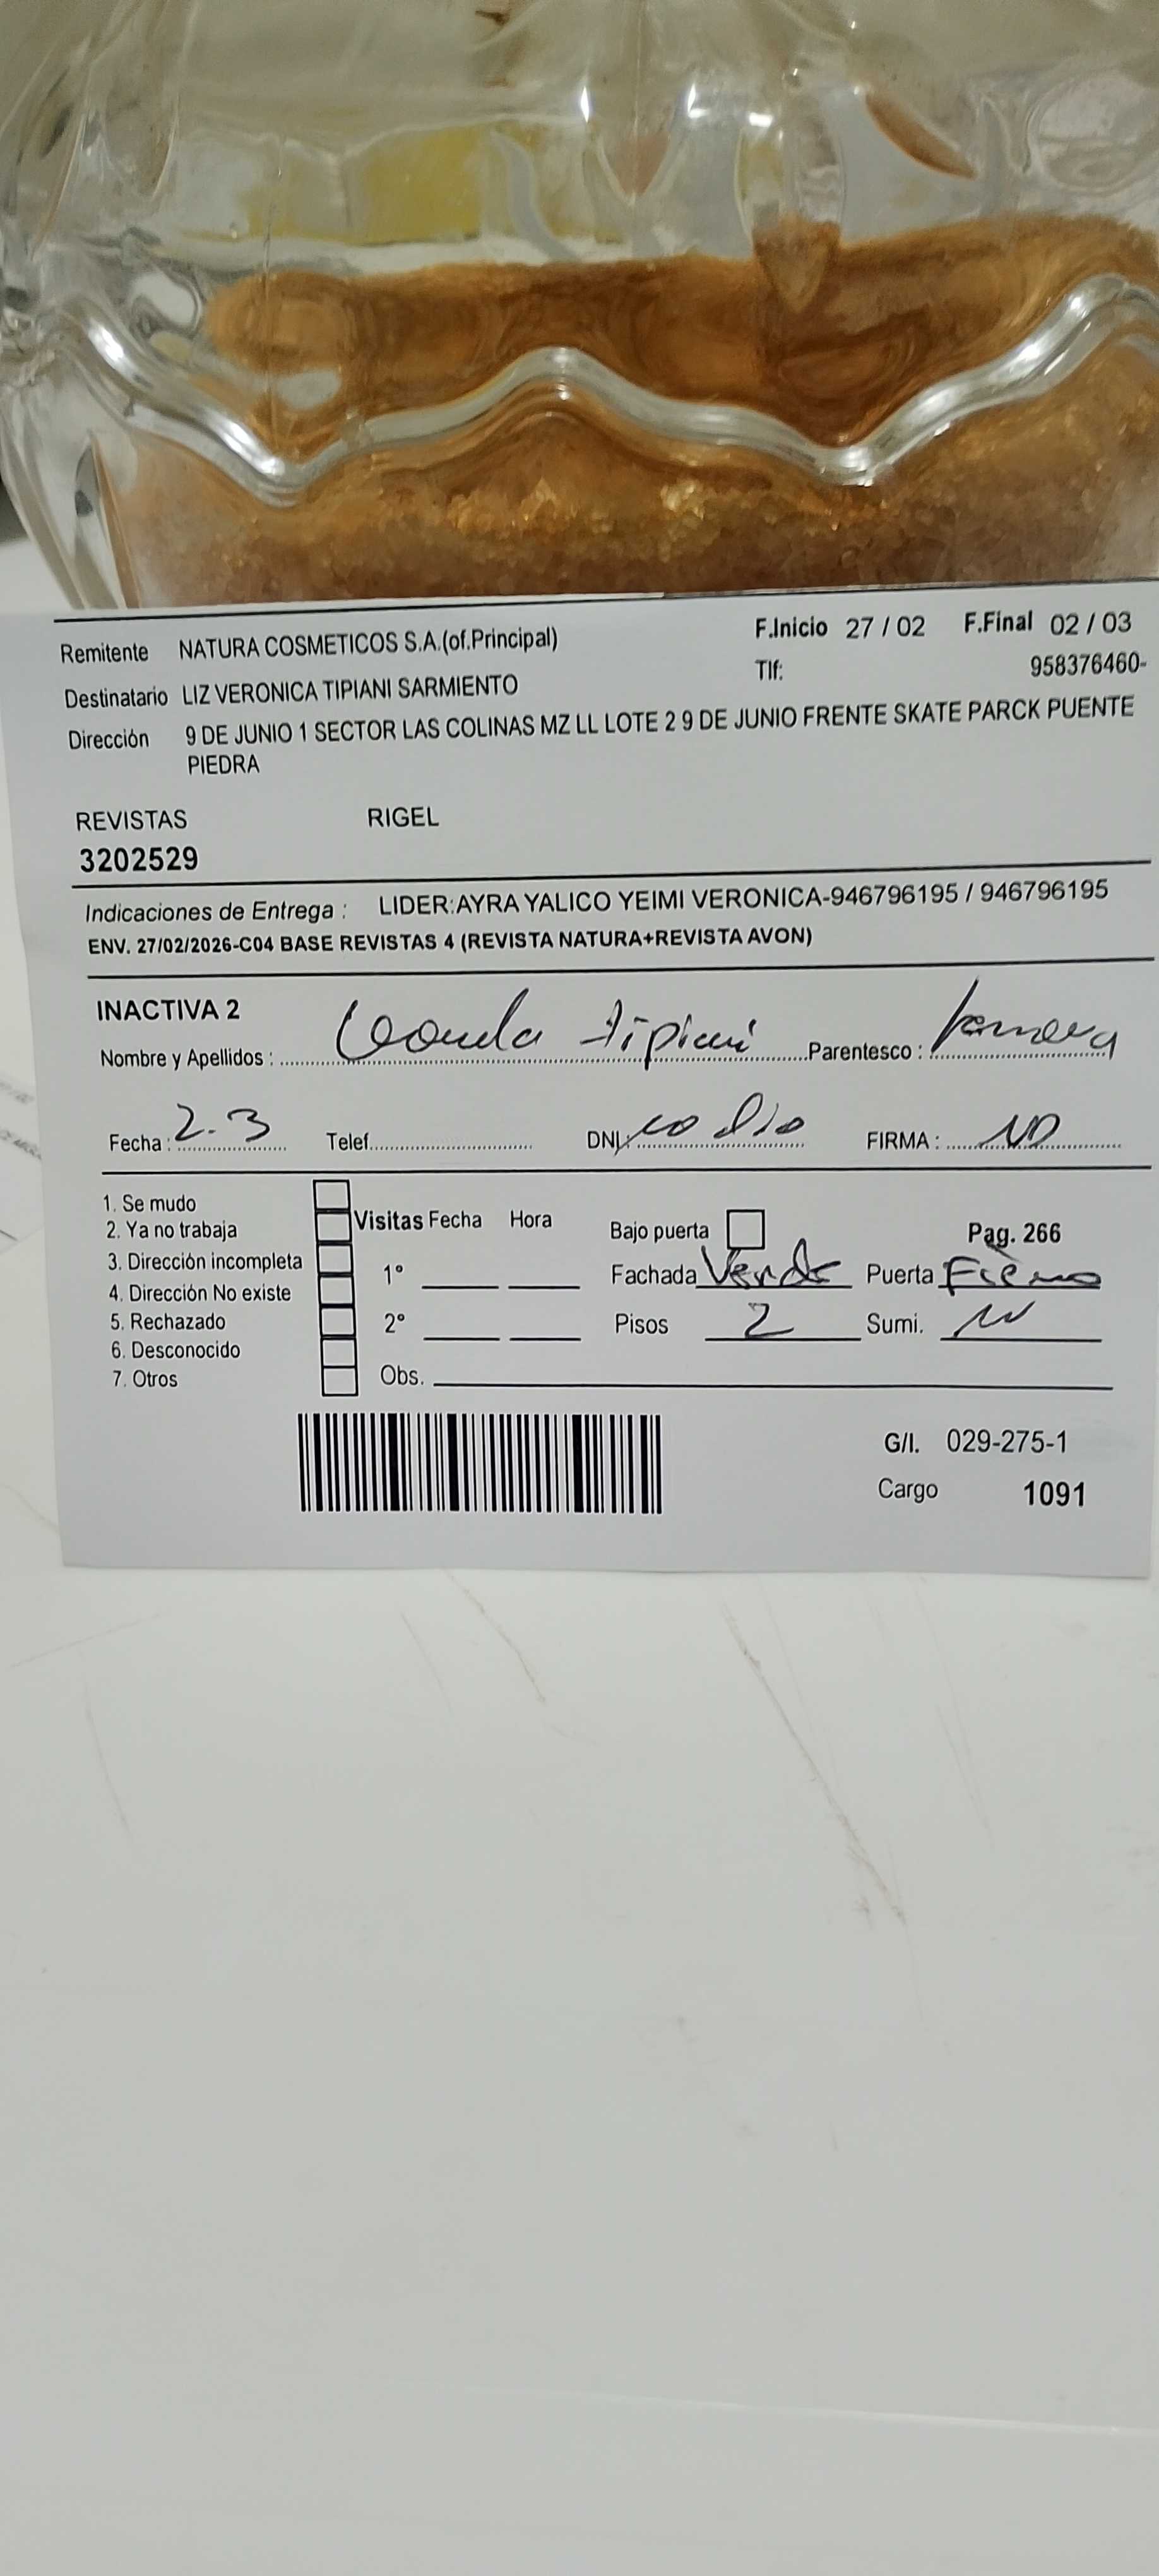 Remitente NATURA COSMETICOS S.A.(of.Principal) F.Inicio 27 / 02 F.Final 02 / 03
Destinatario LIZ VERONICA TIPIANI SARMIENTO Tlf: 958376460-
Dirección 9 DE JUNIO 1 SECTOR LAS COLINAS MZ LL LOTE 2 9 DE JUNIO FRENTE SKATE PARCK PUENTE
PIEDRA
REVISTAS RIGEL
3202529
Indicaciones de Entrega : LIDER:AYRA YALICO YEIMI VERONICA-946796195 / 946796195
ENV. 27/02/2026-C04 BASE REVISTAS 4 (REVISTA NATURA+REVISTA AVON)
INACTIVA 2
Nombre y Apellidos : Tipiani Parentesco :
Fecha : 2-3 Telef. DNI: no dio FIRMA : ND
1. Se mudo
2. Ya no trabaja
3. Dirección incompleta
4. Dirección No existe
5. Rechazado
6. Desconocido
7. Otros
Visitas Fecha Hora
1°
2°
Obs.
Bajo puerta Pag. 266
Fachada Verde Puerta Fierro
Pisos 2 Sumi.
G/I. 029-275-1
Cargo 1091